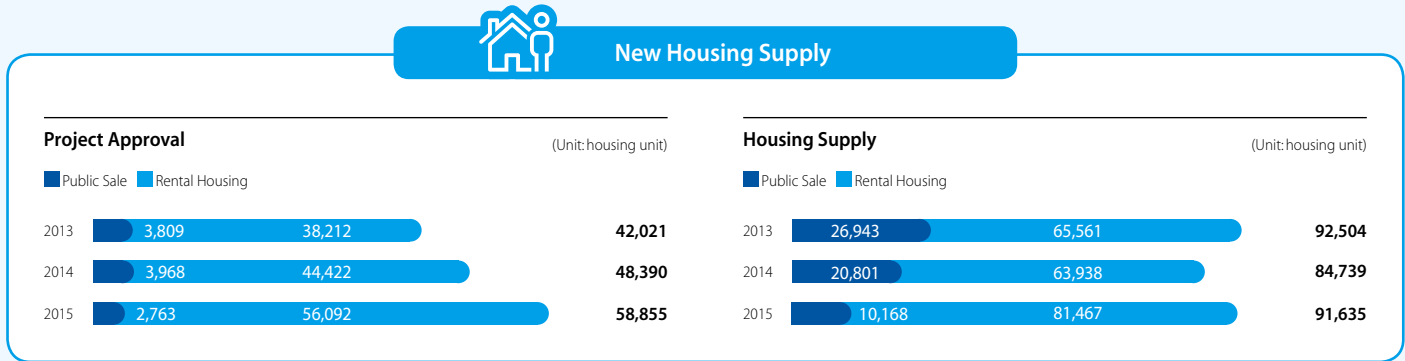 New Housing Supply
Project Approval
(Unit: housing unit)
Public Sale Rental Housing
2013 3,809 38,212 42,021
2014 3,968 44,422 48,390
2015 2,763 56,092 58,855
Housing Supply
(Unit: housing unit)
Public Sale Rental Housing
2013 26,943 65,561 92,504
2014 20,801 63,938 84,739
2015 10,168 81,467 91,635